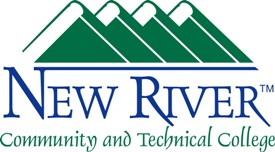 NEW RIVER™
Community and Technical College